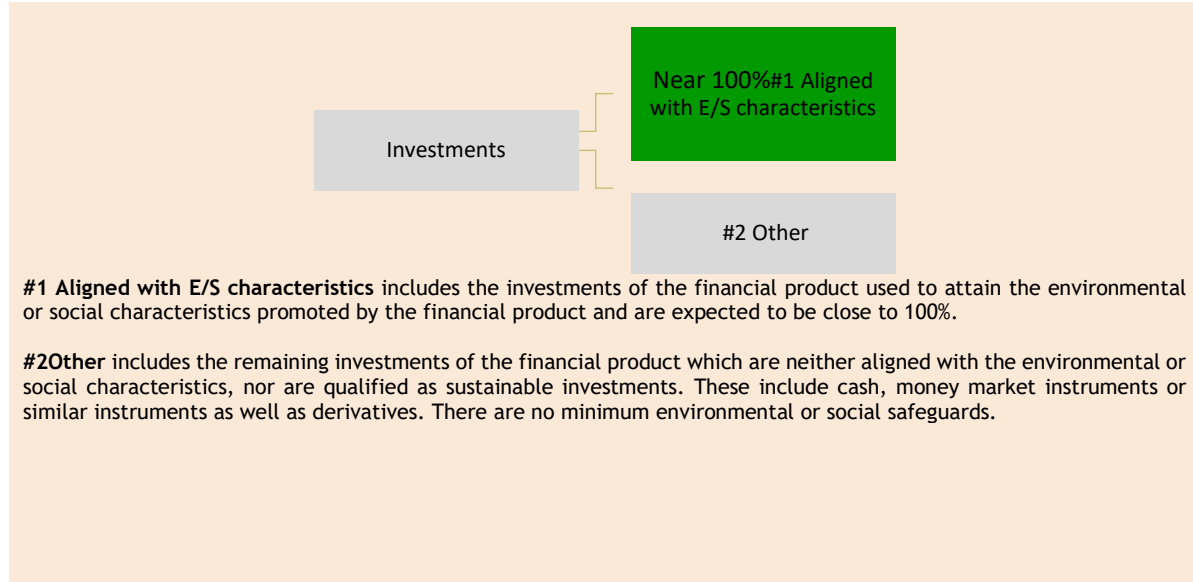 Near 100%#1 Aligned
with E/S characteristics
Investments
#2 Other
#1 Aligned with E/S characteristics includes the investments of the financial product used to attain the environmental
or social characteristics promoted by the financial product and are expected to be close to 100%.
#2Other includes the remaining investments of the financial product which are neither aligned with the environmental or
social characteristics, nor are qualified as sustainable investments. These include cash, money market instruments or
similar instruments as well as derivatives. There are no minimum environmental or social safeguards.